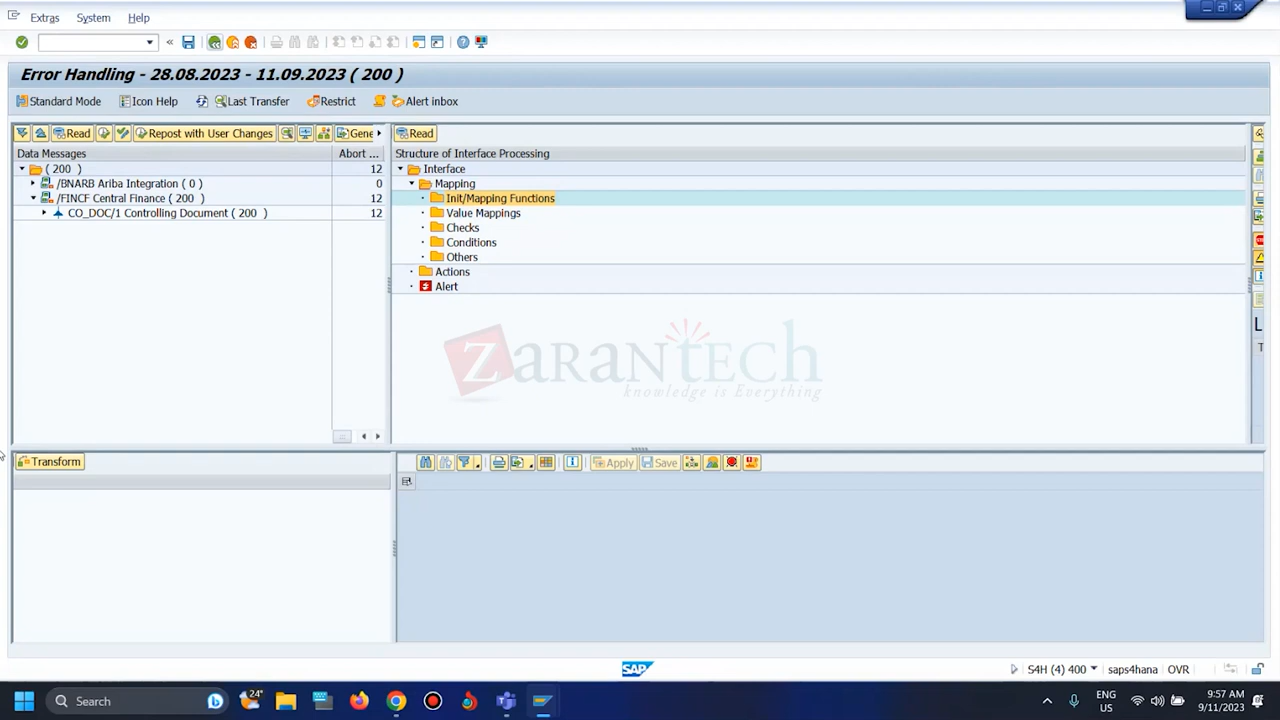 Extras System Help
Error Handling - 28.08.2023 - 11.09.2023 ( 200 )
Standard Mode Icon Help Last Transfer Restrict Alert inbox
Read Repost with User Changes Gene Read
Data Messages Abort ... Structure of Interface Processing
( 200 ) 12 Interface
/BNARB Ariba Integration ( 0 ) 0 Mapping
/FINCF Central Finance ( 200 ) 12 Init/Mapping Functions
CO_DOC/1 Controlling Document ( 200 ) 12 Value Mappings
Checks
Conditions
Others
Actions
Alert
L
T
ZaranTech
knowledge is Everything
Transform Apply Save
SAP S4H (4) 400 saps4hana OVR
24°
Search
ENG
US
9:57 AM
9/11/2023